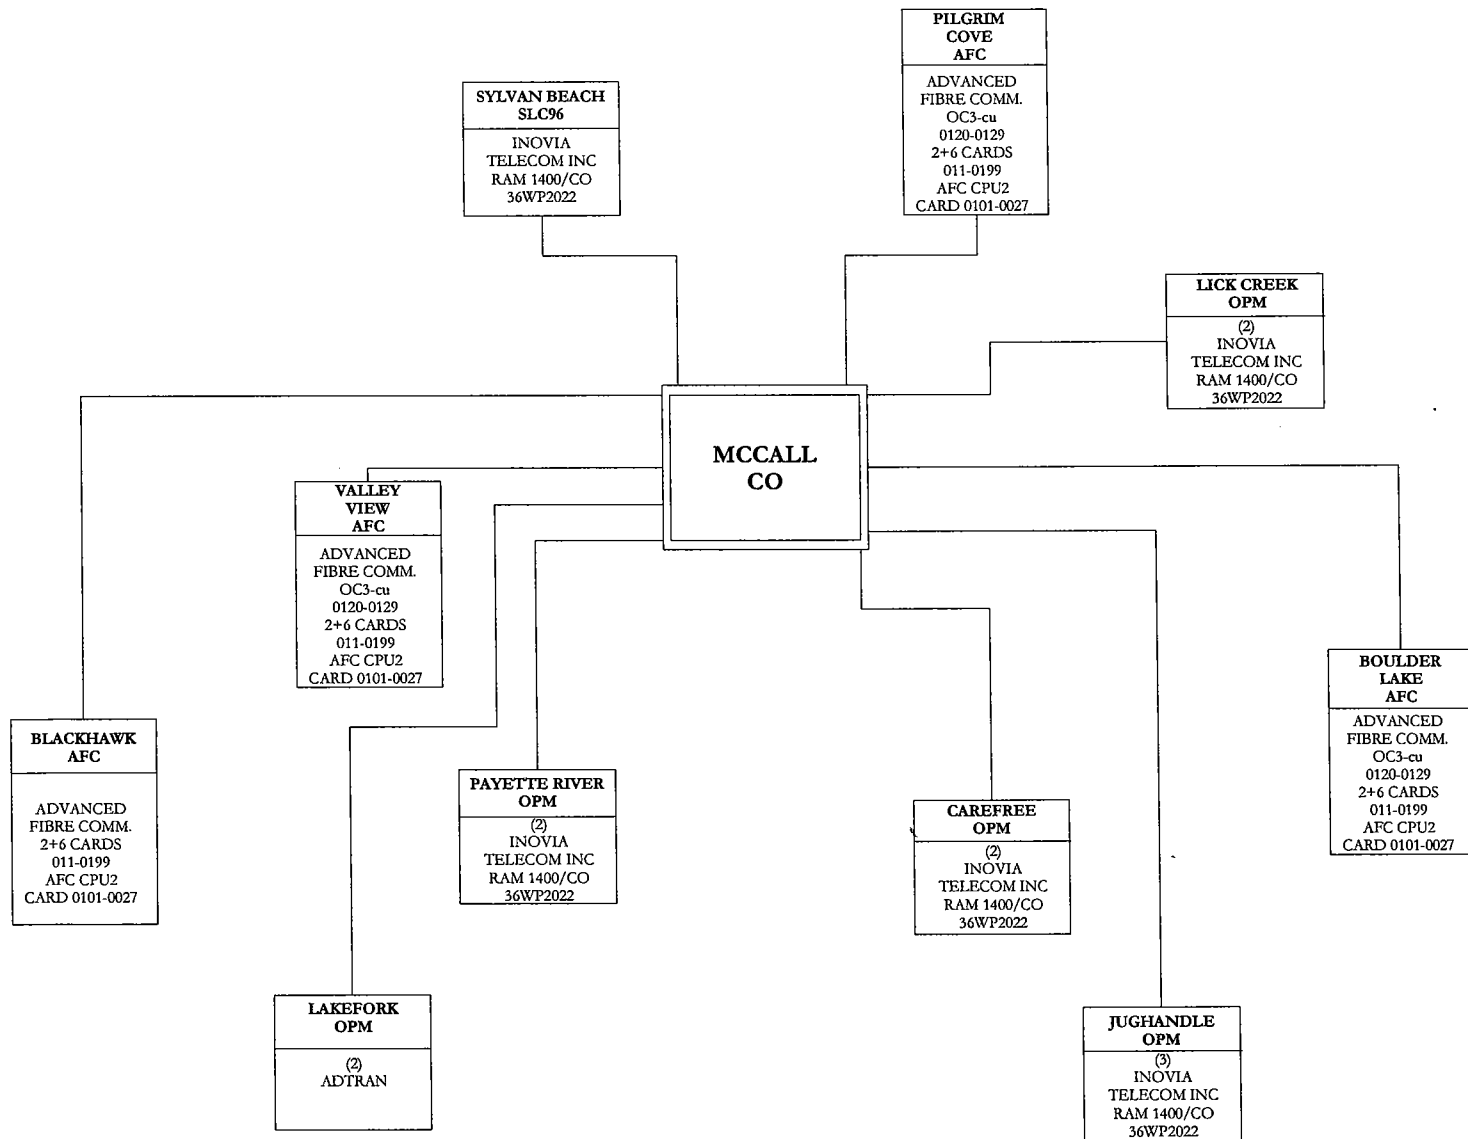 PILGRIM
COVE
AFC
ADVANCED
FIBRE COMM.
OC3-cu
0120-0129
2+6 CARDS
011-0199
AFC CPU2
CARD 0101-0027
SYLVAN BEACH
SLC96
INOVIA
TELECOM INC
RAM 1400/CO
36WP2022
LICK CREEK
OPM
(2)
INOVIA
TELECOM INC
RAM 1400/CO
36WP2022
MCCALL
CO
VALLEY
VIEW
AFC
ADVANCED
FIBRE COMM.
OC3-cu
0120-0129
2+6 CARDS
011-0199
AFC CPU2
CARD 0101-0027
BOULDER
LAKE
AFC
ADVANCED
FIBRE COMM.
OC3-cu
0120-0129
2+6 CARDS
011-0199
AFC CPU2
CARD 0101-0027
BLACKHAWK
AFC
ADVANCED
FIBRE COMM.
2+6 CARDS
011-0199
AFC CPU2
CARD 0101-0027
PAYETTE RIVER
OPM
(2)
INOVIA
TELECOM INC
RAM 1400/CO
36WP2022
CAREFREE
OPM
(2)
INOVIA
TELECOM INC
RAM 1400/CO
36WP2022
LAKEFORK
OPM
(2)
ADTRAN
JUGHANDLE
OPM
(3)
INOVIA
TELECOM INC
RAM 1400/CO
36WP2022